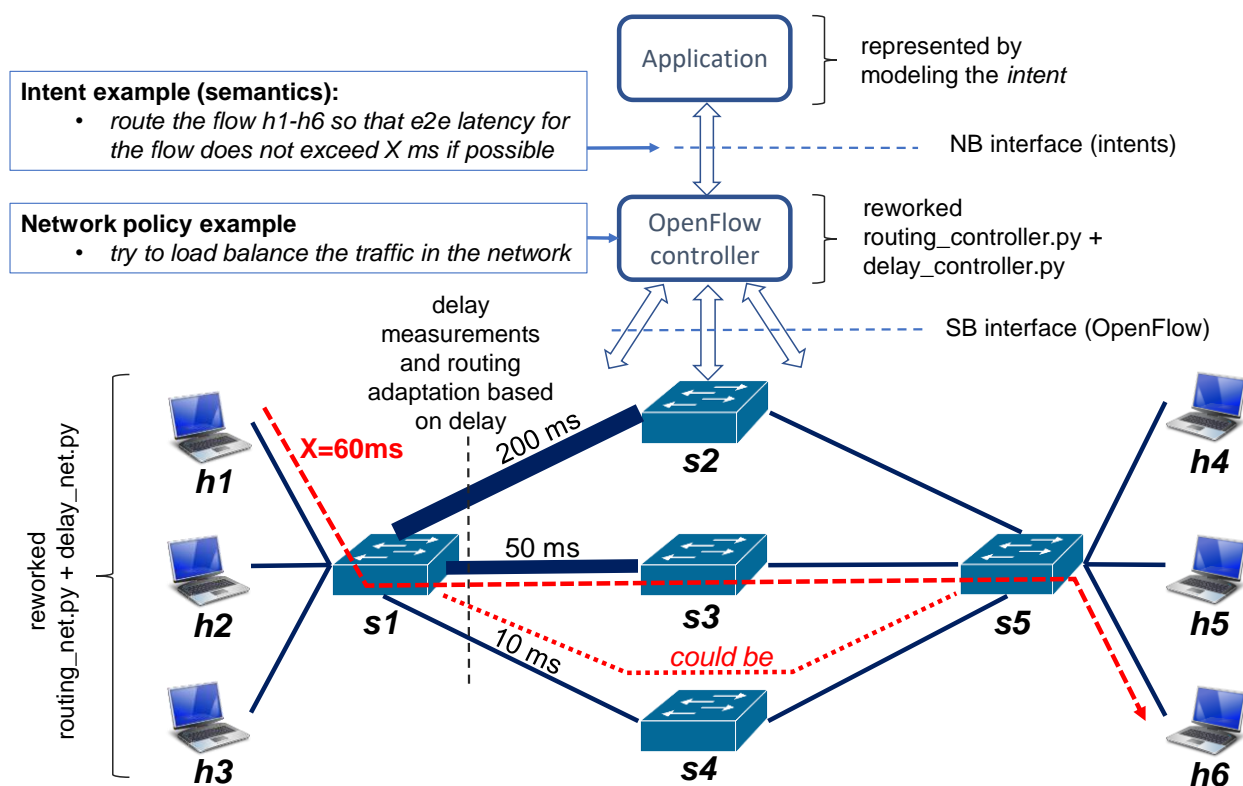 Application
represented by
modeling the intent
Intent example (semantics):
• route the flow h1-h6 so that e2e latency for
the flow does not exceed X ms if possible
NB interface (intents)
Network policy example
• try to load balance the traffic in the network
OpenFlow
controller
reworked
routing_controller.py +
delay_controller.py
SB interface (OpenFlow)
delay
measurements
and routing
adaptation based
on delay
reworked
routing_net.py + delay_net.py
X=60ms
200 ms
50 ms
10 ms
could be
h1
h2
h3
s1
s2
s3
s4
s5
h4
h5
h6